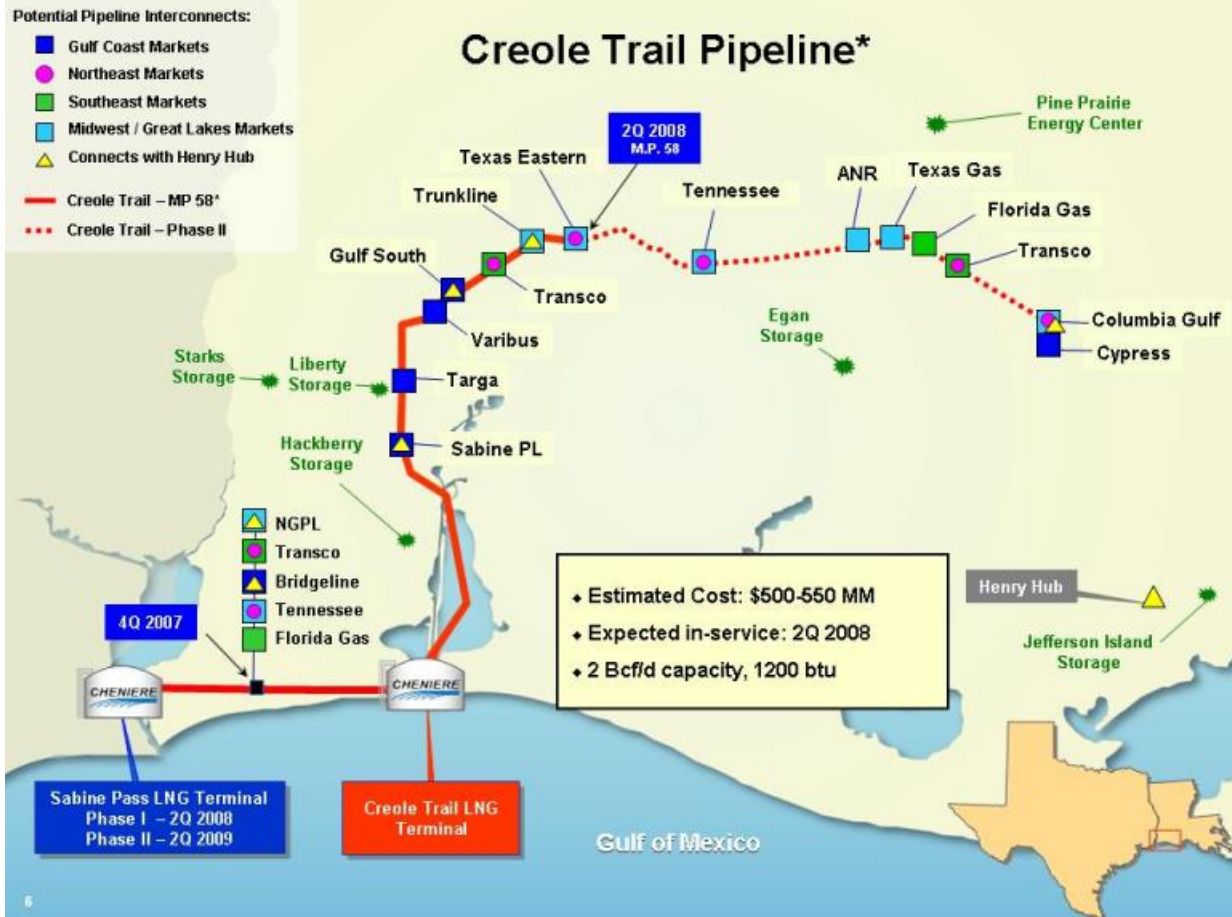 Potential Pipeline Interconnects:
Gulf Coast Markets
Northeast Markets
Southeast Markets
Midwest / Great Lakes Markets
Connects with Henry Hub
Creole Trail – MP 58*
Creole Trail – Phase II
Creole Trail Pipeline*
Pine Prairie
Energy Center
2Q 2008
M.P. 58
Texas Eastern
Trunkline
Tennessee
ANR
Texas Gas
Florida Gas
Transco
Gulf South
Transco
Varibus
Egan
Storage
Columbia Gulf
Cypress
Starks
Storage
Liberty
Storage
Targa
Hackberry
Storage
Sabine PL
NGPL
Transco
Bridgeline
Tennessee
Florida Gas
4Q 2007
CHENIERE
CHENIERE
♦ Estimated Cost: $500-550 MM
♦ Expected in-service: 2Q 2008
♦ 2 Bcf/d capacity, 1200 btu
Henry Hub
Jefferson Island
Storage
Sabine Pass LNG Terminal
Phase I – 2Q 2008
Phase II – 2Q 2009
Creole Trail LNG
Terminal
Gulf of Mexico
6